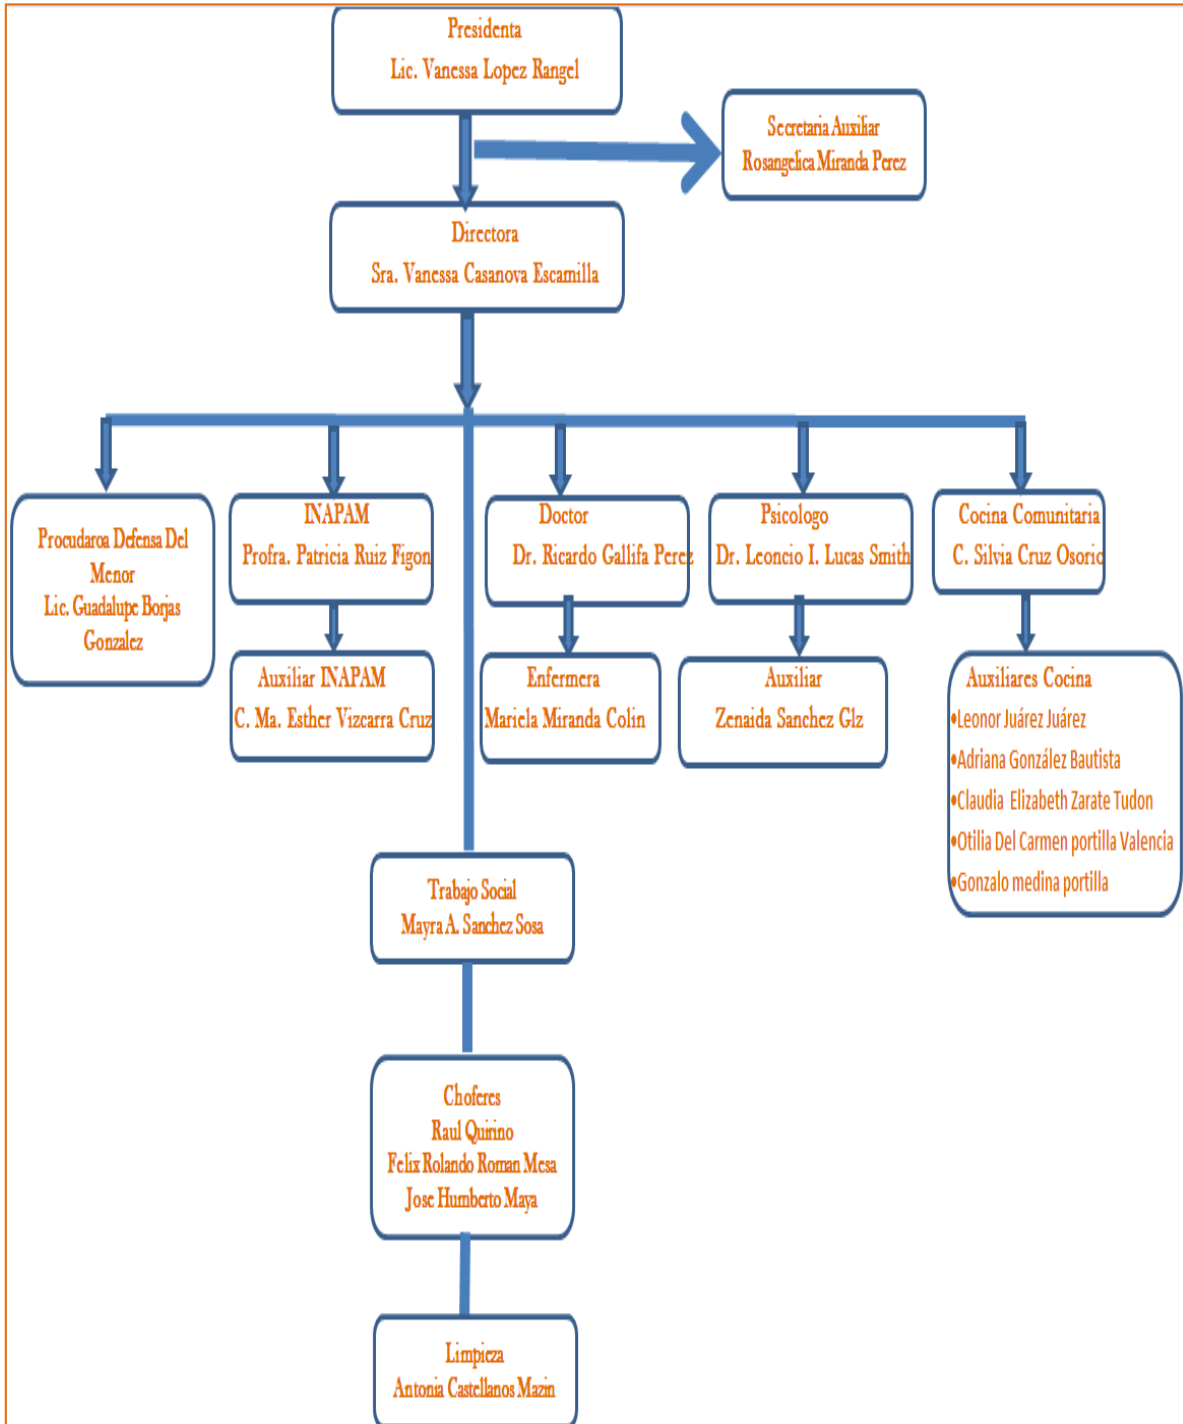 Presidenta
Lic. Vanessa Lopez Rangel
Secretaria Auxiliar
Rosangelica Miranda Perez
Directora
Sra. Vanessa Casanova Escamilla
Procudaroa Defensa Del
Menor
Lic. Guadalupe Borjas
Gonzalez
INAPAM
Profra. Patricia Ruiz Figon
Doctor
Dr. Ricardo Gallifa Perez
Psicologo
Dr. Leoncio I. Lucas Smith
Cocina Comunitaria
C. Silvia Cruz Osorio
Auxiliar INAPAM
C. Ma. Esther Vizcarra Cruz
Enfermera
Mariela Miranda Colin
Auxiliar
Zenaida Sanchez Glz
Auxiliares Cocina
•Leonor Juárez Juárez
•Adriana González Bautista
•Claudia Elizabeth Zarate Tudon
•Otilia Del Carmen portilla Valencia
•Gonzalo medina portilla
Trabajo Social
Mayra A. Sanchez Sosa
Choferes
Raul Quirino
Felix Rolando Roman Mesa
Jose Humberto Maya
Limpieza
Antonia Castellanos Mazin